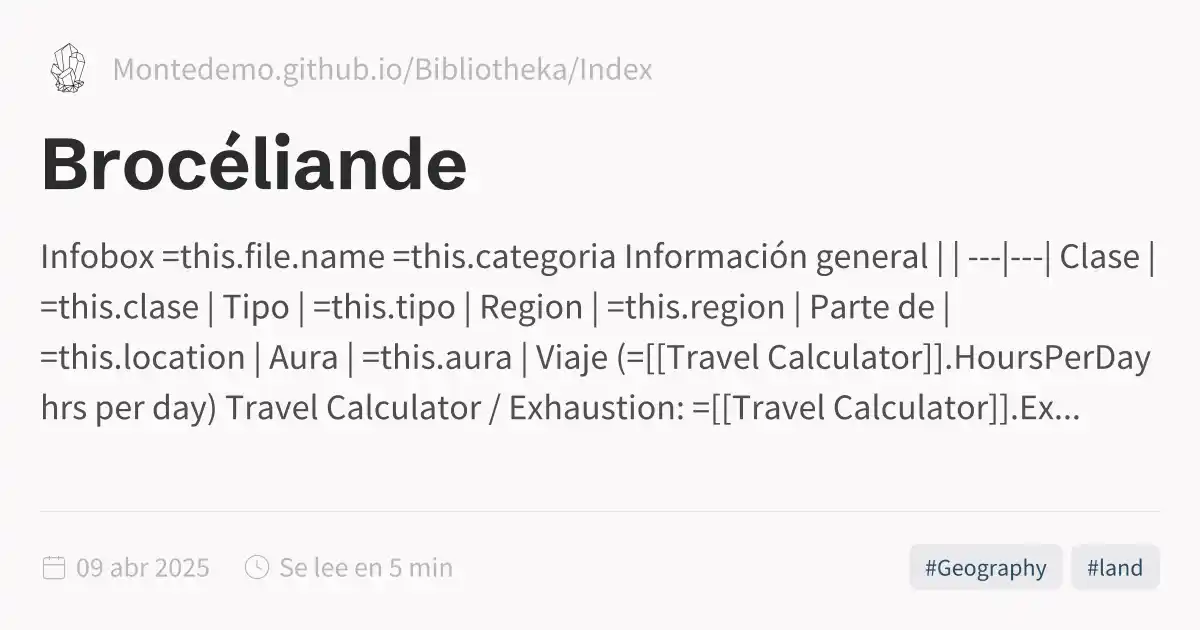 Montedemo.github.io/Bibliotheka/Index
Brocéliande
Infobox =this.file.name =this.categoria Información general | | ---|---| Clase |
=this.clase | Tipo | =this.tipo | Region | =this.region | Parte de |
=this.location | Aura | =this.aura | Viaje (=[[Travel Calculator]].HoursPerDay
hrs per day) Travel Calculator / Exhaustion: =[[Travel Calculator]].Ex...
09 abr 2025 Se lee en 5 min #Geography #land